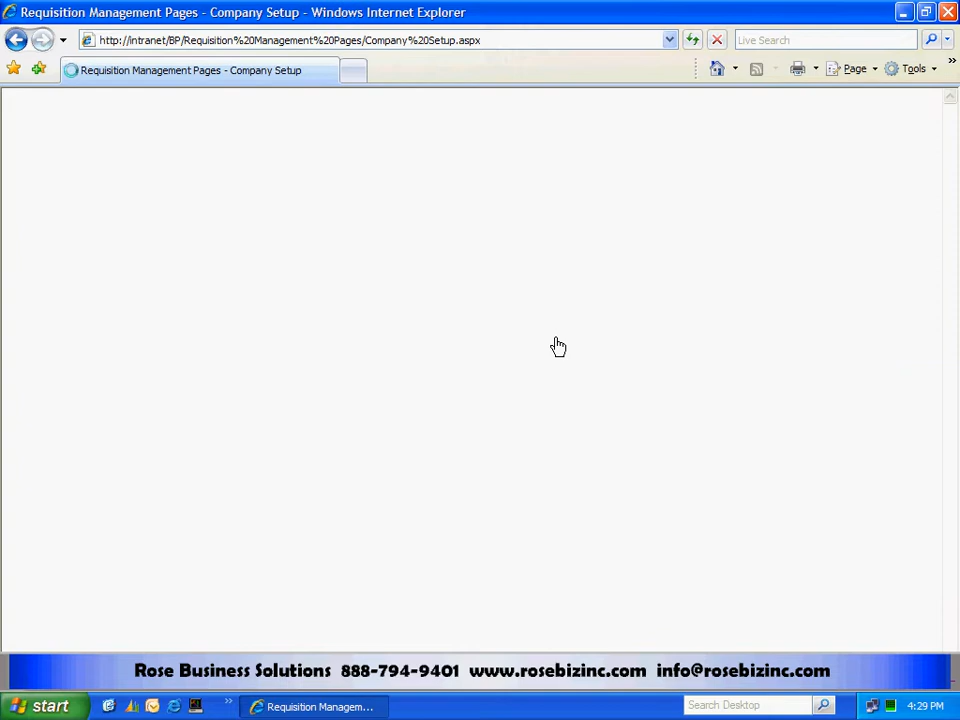 Requisition Management Pages - Company Setup - Windows Internet Explorer
http://intranet/BP/Requisition%20Management%20Pages/Company%20Setup.aspx
Live Search
Requisition Management Pages - Company Setup
Page
Tools
Rose Business Solutions 888-794-9401 www.rosebizinc.com info@rosebizinc.com
start
Requisition Managem...
Search Desktop
4:29 PM